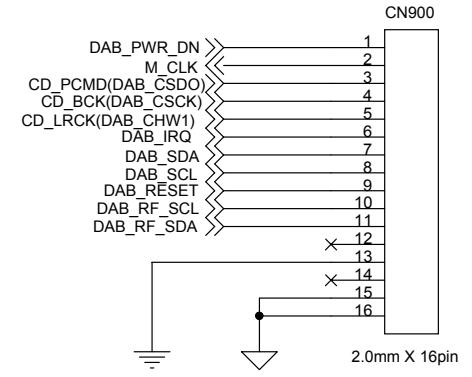 CN900
DAB_PWR_DN 1
M_CLK 2
CD_PCMD(DAB_CSDO) 3
CD_BCK(DAB_CSCK) 4
CD_LRCK(DAB_CHW1) 5
DAB_IRQ 6
DAB_SDA 7
DAB_SCL 8
DAB_RESET 9
DAB_RF_SCL 10
DAB_RF_SDA 11
12
13
14
15
16
2.0mm X 16pin